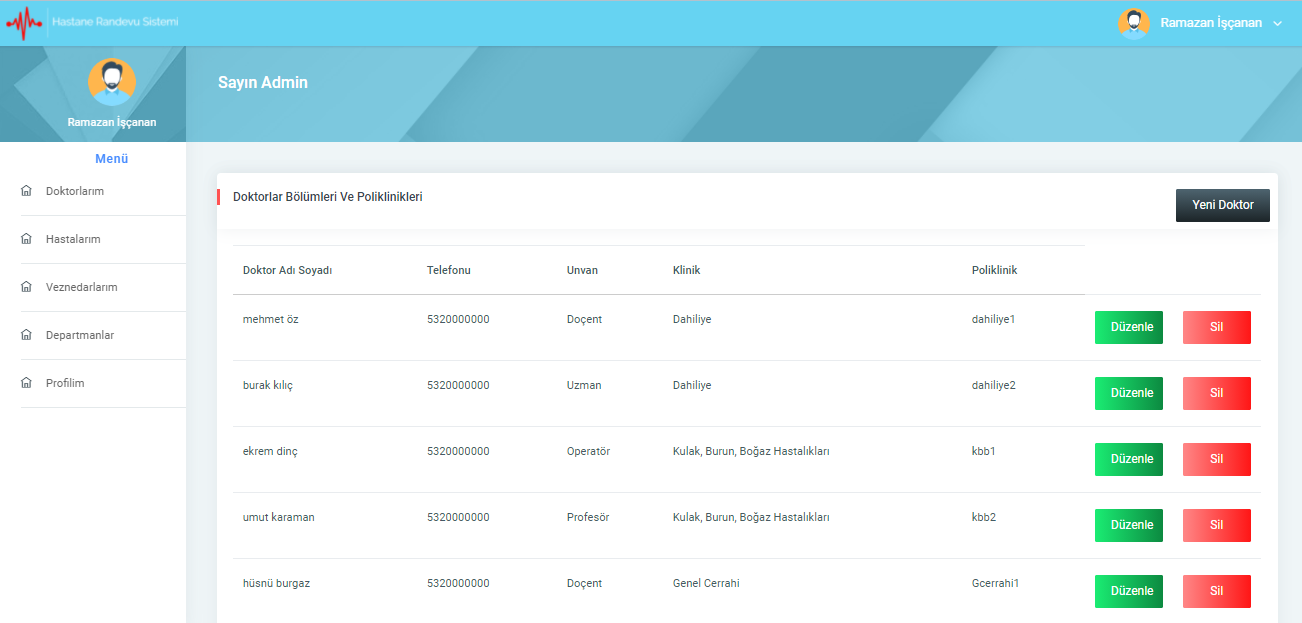 Hastane Randevu Sistemi
Ramazan İşçanan
Ramazan İşçanan
Sayın Admin
Menü
Doktorlarım
Hastalarım
Veznedarlarım
Departmanlar
Profilim
Doktorlar Bölümleri Ve Poliklinikleri
Yeni Doktor
Doktor Adı Soyadı Telefonu Unvan Klinik Poliklinik
mehmet öz 5320000000 Doçent Dahiliye dahiliye1 Düzenle Sil
burak kılıç 5320000000 Uzman Dahiliye dahiliye2 Düzenle Sil
ekrem dinç 5320000000 Operatör Kulak, Burun, Boğaz Hastalıkları kbb1 Düzenle Sil
umut karaman 5320000000 Profesör Kulak, Burun, Boğaz Hastalıkları kbb2 Düzenle Sil
hüsnü burgaz 5320000000 Doçent Genel Cerrahi Gcerrahi1 Düzenle Sil